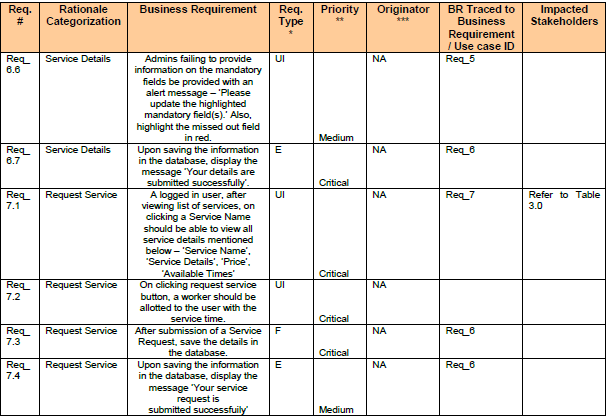 Req. # Rationale Categorization Business Requirement Req. Type * Priority ** Originator *** BR Traced to Business Requirement / Use case ID Impacted Stakeholders
Req_ Service Details Admins failing to provide UI NA Req_5
6.6 information on the mandatory
fields be provided with an
alert message – 'Please
update the highlighted
mandatory field(s).' Also,
highlight the missed out field
in red. Medium
Req_ Service Details Upon saving the information E NA Req_6
6.7 in the database, display the
message 'Your details are
submitted successfully'. Critical
Req_ Request Service A logged in user, after UI NA Req_7 Refer to Table
7.1 viewing list of services, on 3.0
clicking a Service Name
should be able to view all
service details mentioned
below – 'Service Name',
'Service Details', 'Price',
'Available Times' Critical
Req_ Request Service On clicking request service UI NA
7.2 button, a worker should be
allotted to the user with the
service time. Critical
Req_ Request Service After submission of a Service F NA Req_6
7.3 Request, save the details in
the database. Critical
Req_ Request Service Upon saving the information E NA Req_6
7.4 in the database, display the
message 'Your service
request is
submitted successfully' Medium